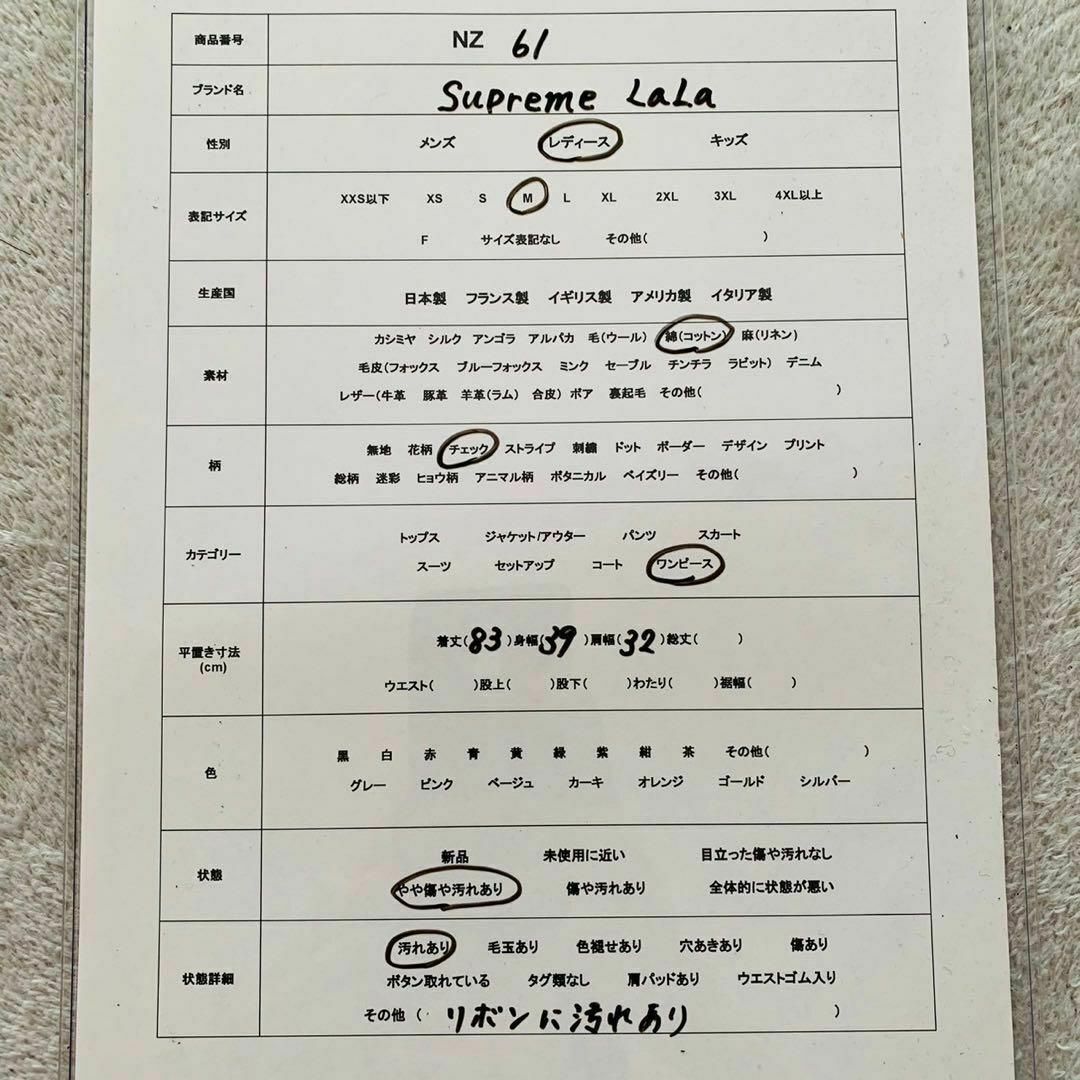 商品番号 NZ 61
ブランド名 Supreme LaLa
性別 メンズ レディース キッズ
表記サイズ
XXS以下 XS S M L XL 2XL 3XL 4XL以上
F サイズ表記なし その他( )
生産国 日本製 フランス製 イギリス製 アメリカ製 イタリア製
素材
カシミヤ シルク アンゴラ アルパカ 毛(ウール) 綿(コットン) 麻(リネン)
毛皮(フォックス ブルーフォックス ミンク セーブル チンチラ ラビット) デニム
レザー(牛革 豚革 羊革(ラム) 合皮) ボア 裏起毛 その他( )
柄
無地 花柄 チェック ストライプ 刺繍 ドット ボーダー デザイン プリント
総柄 迷彩 ヒョウ柄 アニマル柄 ボタニカル ペイズリー その他( )
カテゴリー
トップス ジャケット/アウター パンツ スカート
スーツ セットアップ コート ワンピース
平置き寸法
(cm)
着丈(83)身幅(39)肩幅(32)総丈( )
ウエスト( )股上( )股下( )わたり( )裾幅( )
色
黒 白 赤 青 黄 緑 紫 紺 茶 その他( )
グレー ピンク ベージュ カーキ オレンジ ゴールド シルバー
状態
新品 未使用に近い 目立った傷や汚れなし
やや傷や汚れあり 傷や汚れあり 全体的に状態が悪い
状態詳細
汚れあり 毛玉あり 色褪せあり 穴あきあり 傷あり
ボタン取れている タグ類なし 肩パッドあり ウエストゴム入り
その他 ( リボンに汚れあり )